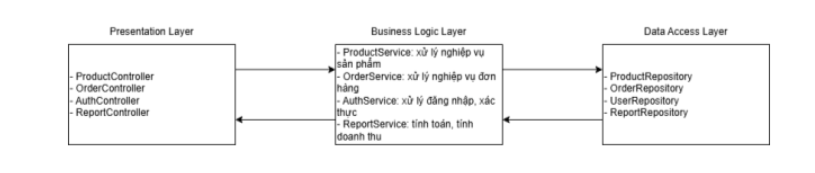 Presentation Layer
- ProductController
- OrderController
- AuthController
- ReportController
Business Logic Layer
- ProductService: xử lý nghiệp vụ
sản phẩm
- OrderService: xử lý nghiệp vụ đơn
hàng
- AuthService: xử lý đăng nhập, xác
thực
- ReportService: tính toán, tính
doanh thu
Data Access Layer
- ProductRepository
- OrderRepository
- UserRepository
- ReportRepository